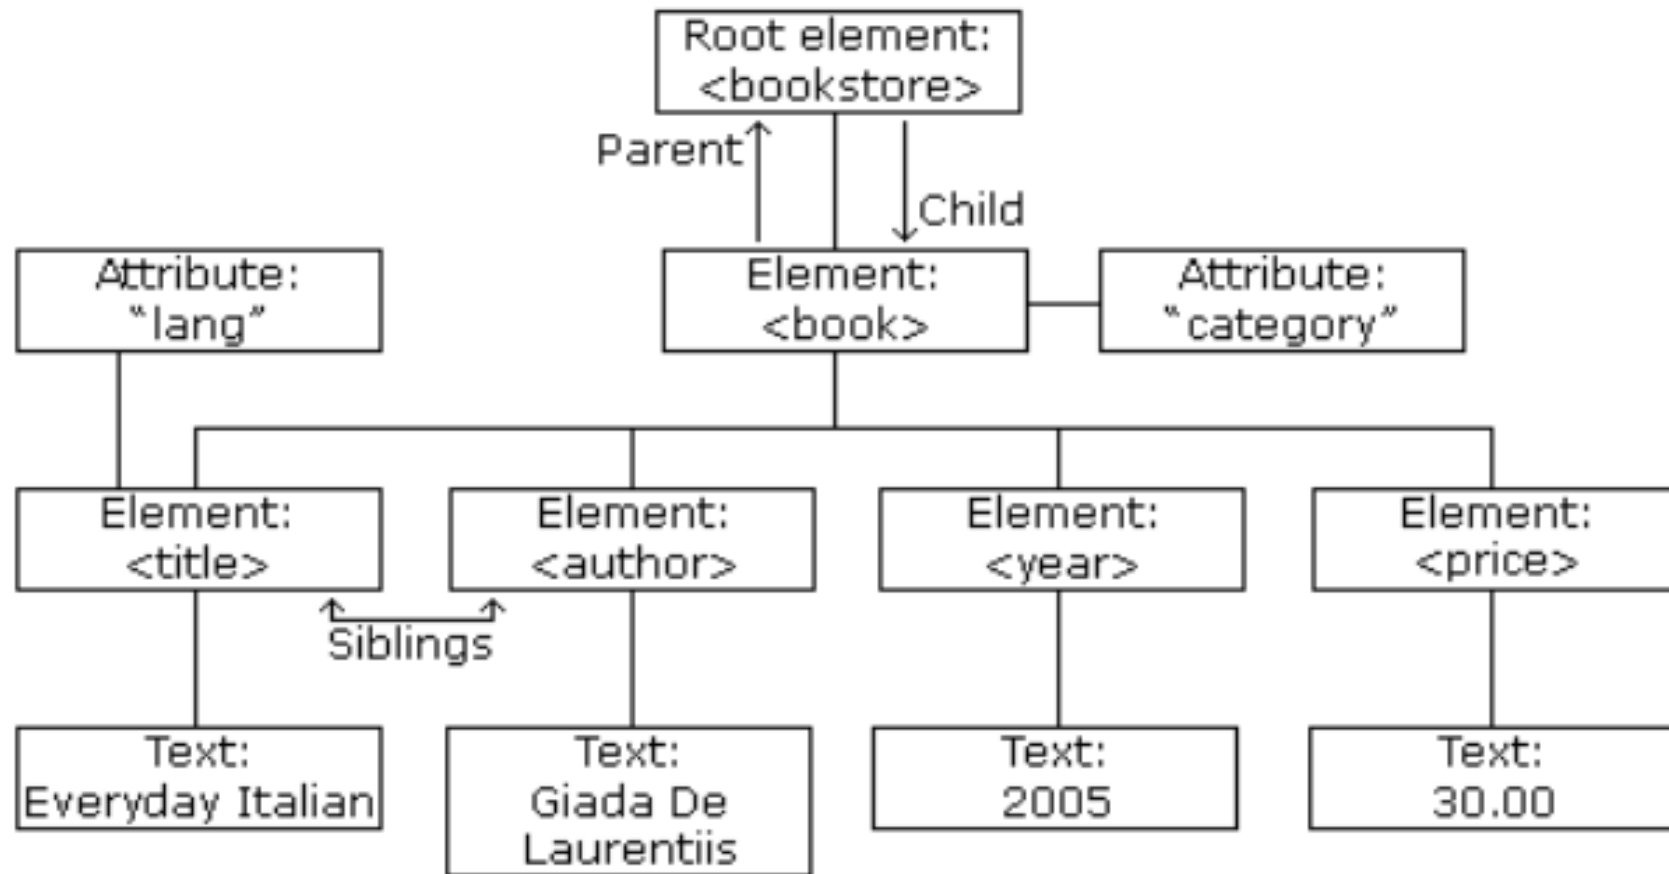 Root element:
<bookstore>
Parent
Child
Attribute:
“lang”
Element:
<book>
Attribute:
“category”
Element:
<title>
Element:
<author>
Element:
<year>
Element:
<price>
Siblings
Text:
Everyday Italian
Text:
Giada De
Laurentiis
Text:
2005
Text:
30.00